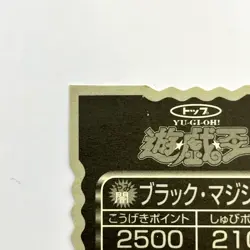 トップ
YU-GI-OH!
遊戯王
闇 ブラック・マジシ
こうげきポイント しゅびポ
2500 21